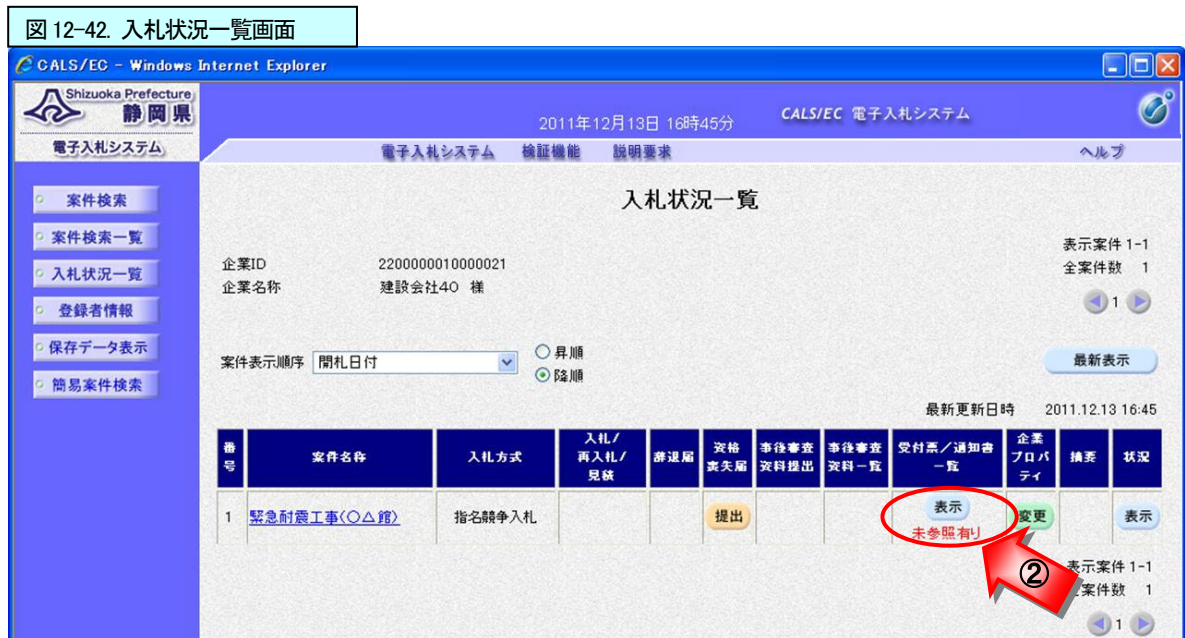 図 12-42. 入札状況一覧画面
CALS/EC - Windows Internet Explorer
Shizuoka Prefecture
静岡県
電子入札システム
2011年12月13日 16時45分
CALS/EC 電子入札システム
電子入札システム 検証機能 説明要求 ヘルプ
案件検索
案件検索一覧
入札状況一覧
登録者情報
保存データ表示
簡易案件検索
入札状況一覧
企業ID 2200000010000021
企業名称 建設会社40 様
表示案件 1-1
全案件数 1
1
案件表示順序 開札日付
昇順
降順
最新表示
最新更新日時 2011.12.13 16:45
番号 案件名称 入札方式 入札/再入札/見積 辞退届 資格喪失届 事後審査資料提出 事後審査資料一覧 受付票/通知書一覧 企業プロパティ 摘要 状況
1 緊急耐震工事(〇△館) 指名競争入札 提出 表示 変更 表示
未参照有り
②
表示案件 1-1
全案件数 1
1